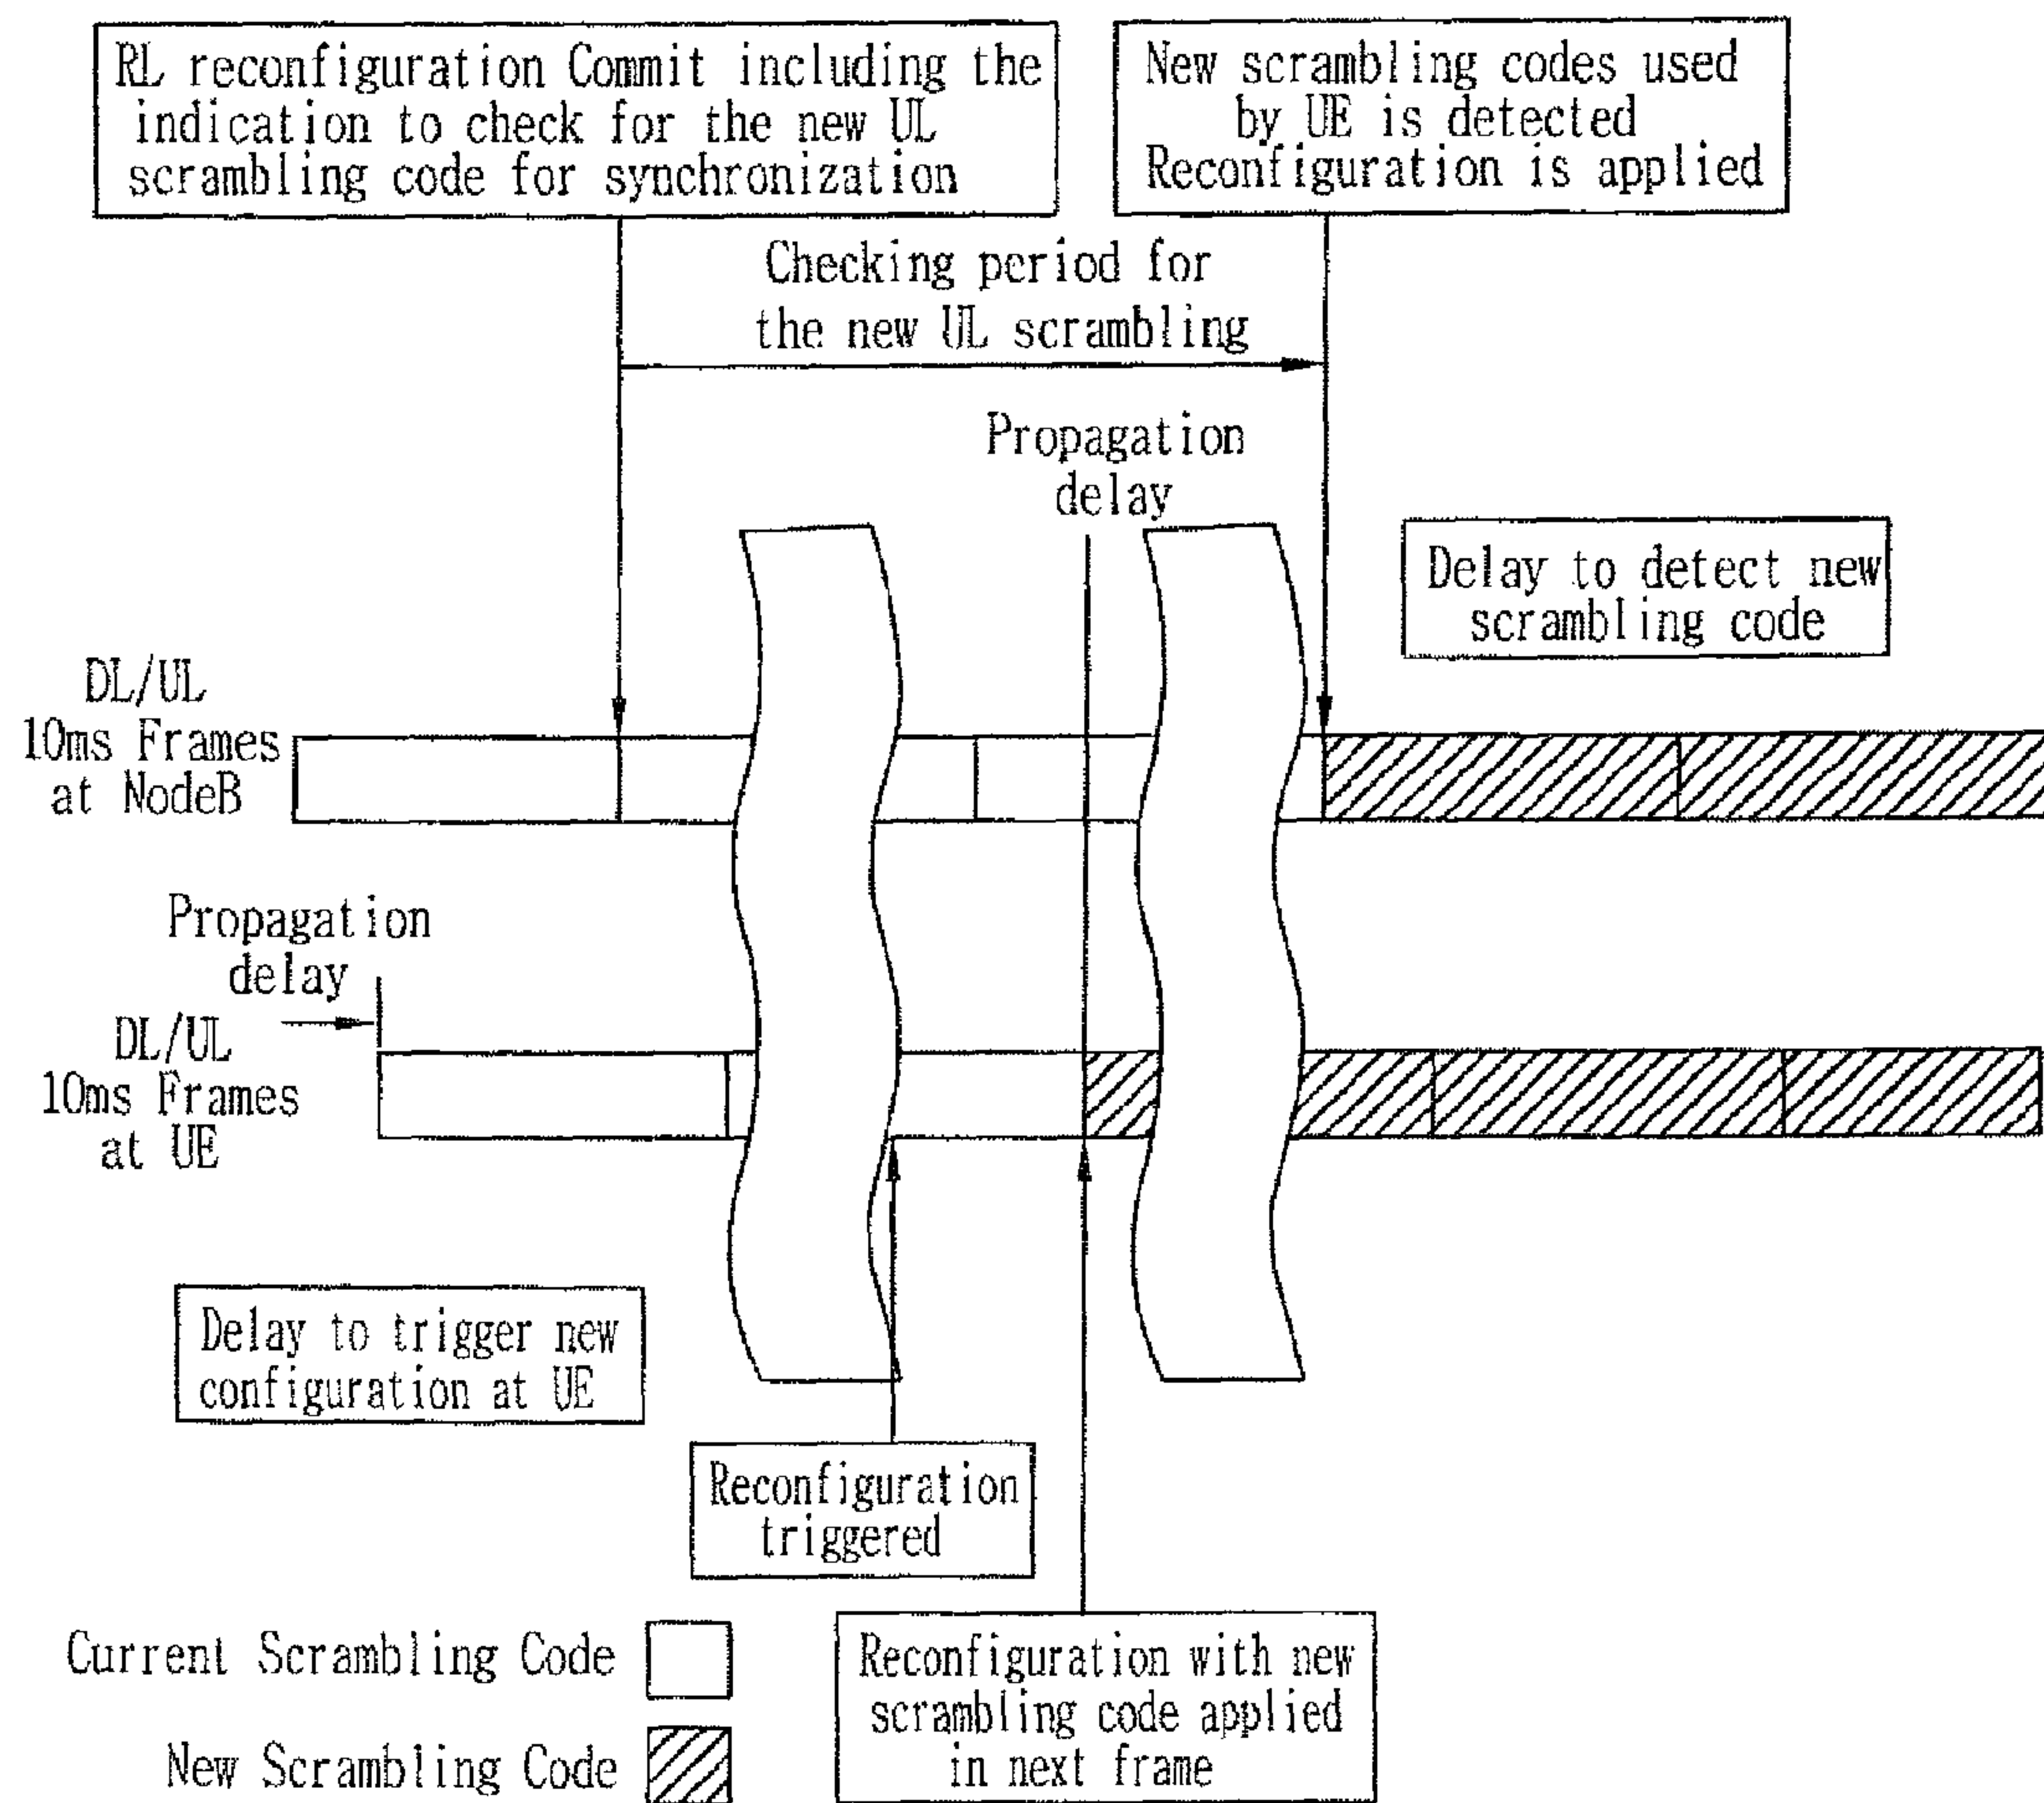 RL reconfiguration Commit including the
indication to check for the new UL
scrambling code for synchronization
New scrambling codes used
by UE is detected
Reconfiguration is applied
Checking period for
the new UL scrambling
Propagation
delay
Delay to detect new
scrambling code
DL/UL
10ms Frames
at NodeB
Propagation
delay
DL/UL
10ms Frames
at UE
Delay to trigger new
configuration at UE
Reconfiguration
triggered
Current Scrambling Code
New Scrambling Code
Reconfiguration with new
scrambling code applied
in next frame